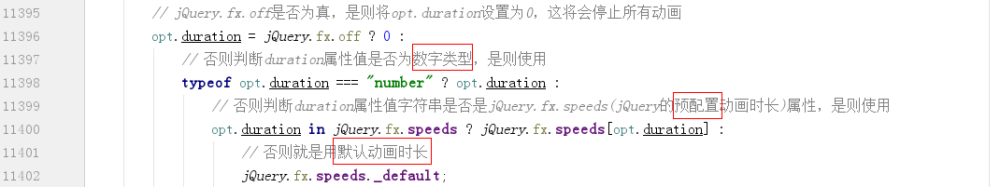 11395 // jQuery.fx.off是否为真，是则将opt.duration设置为0，这将会停止所有动画
11396 opt.duration = jQuery.fx.off ? 0 :
11397 // 否则判断duration属性值是否为数字类型，是则使用
11398 typeof opt.duration === "number" ? opt.duration :
11399 // 否则判断duration属性值字符串是否是jQuery.fx.speeds(jQuery的预配置动画时长)属性，是则使用
11400 opt.duration in jQuery.fx.speeds ? jQuery.fx.speeds[opt.duration] :
11401 // 否则就是用默认动画时长
11402 jQuery.fx.speeds._default;